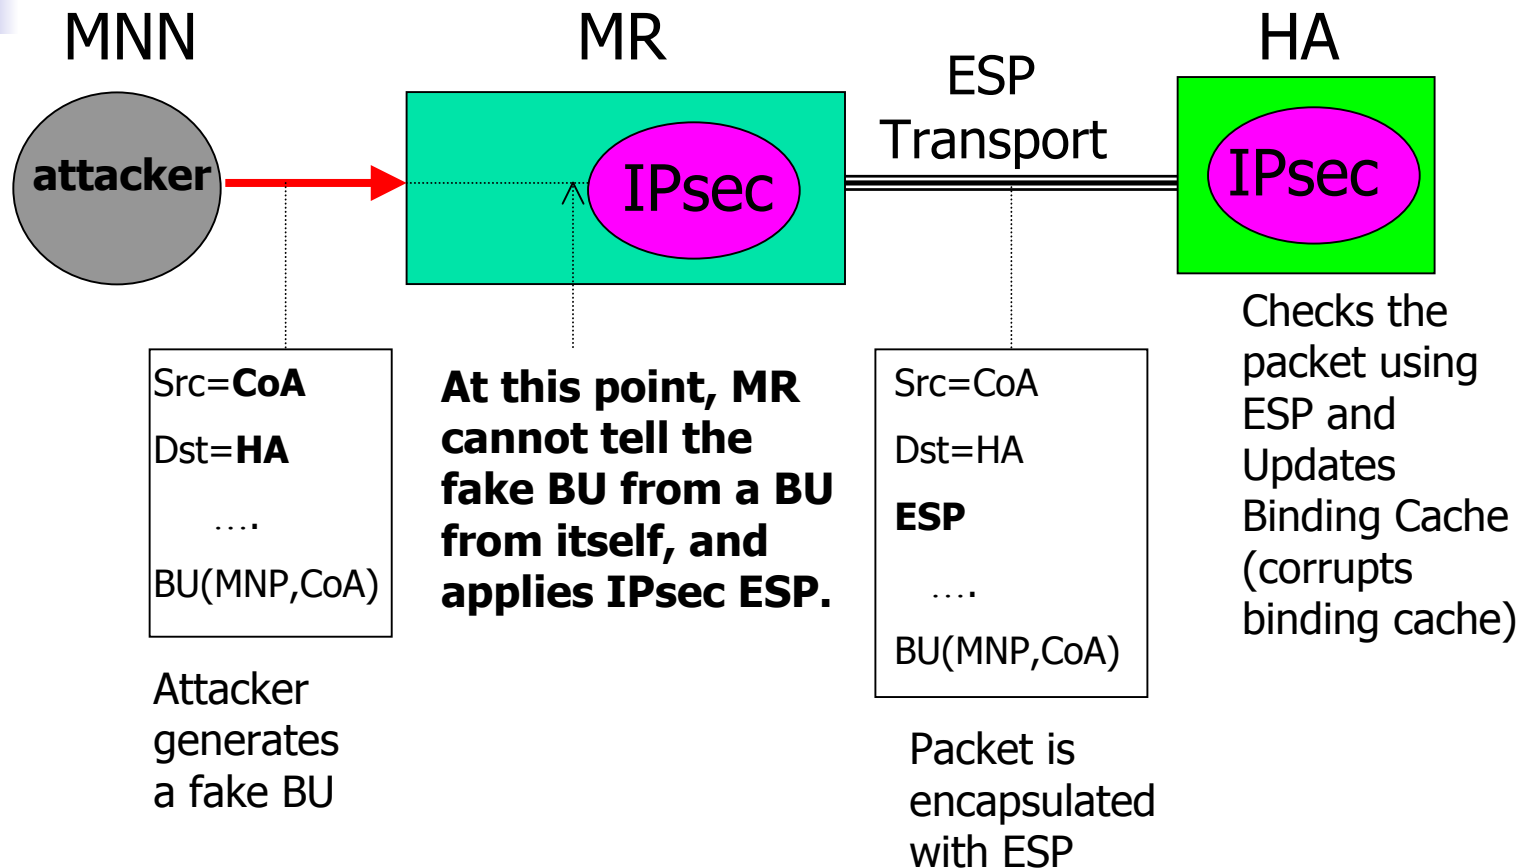 MNN
MR
HA
ESP
Transport
attacker
IPsec
IPsec
Src=CoA
Dst=HA
....
BU(MNP,CoA)
Attacker
generates
a fake BU
At this point, MR
cannot tell the
fake BU from a BU
from itself, and
applies IPsec ESP.
Src=CoA
Dst=HA
ESP
....
BU(MNP,CoA)
Packet is
encapsulated
with ESP
Checks the
packet using
ESP and
Updates
Binding Cache
(corrupts
binding cache)